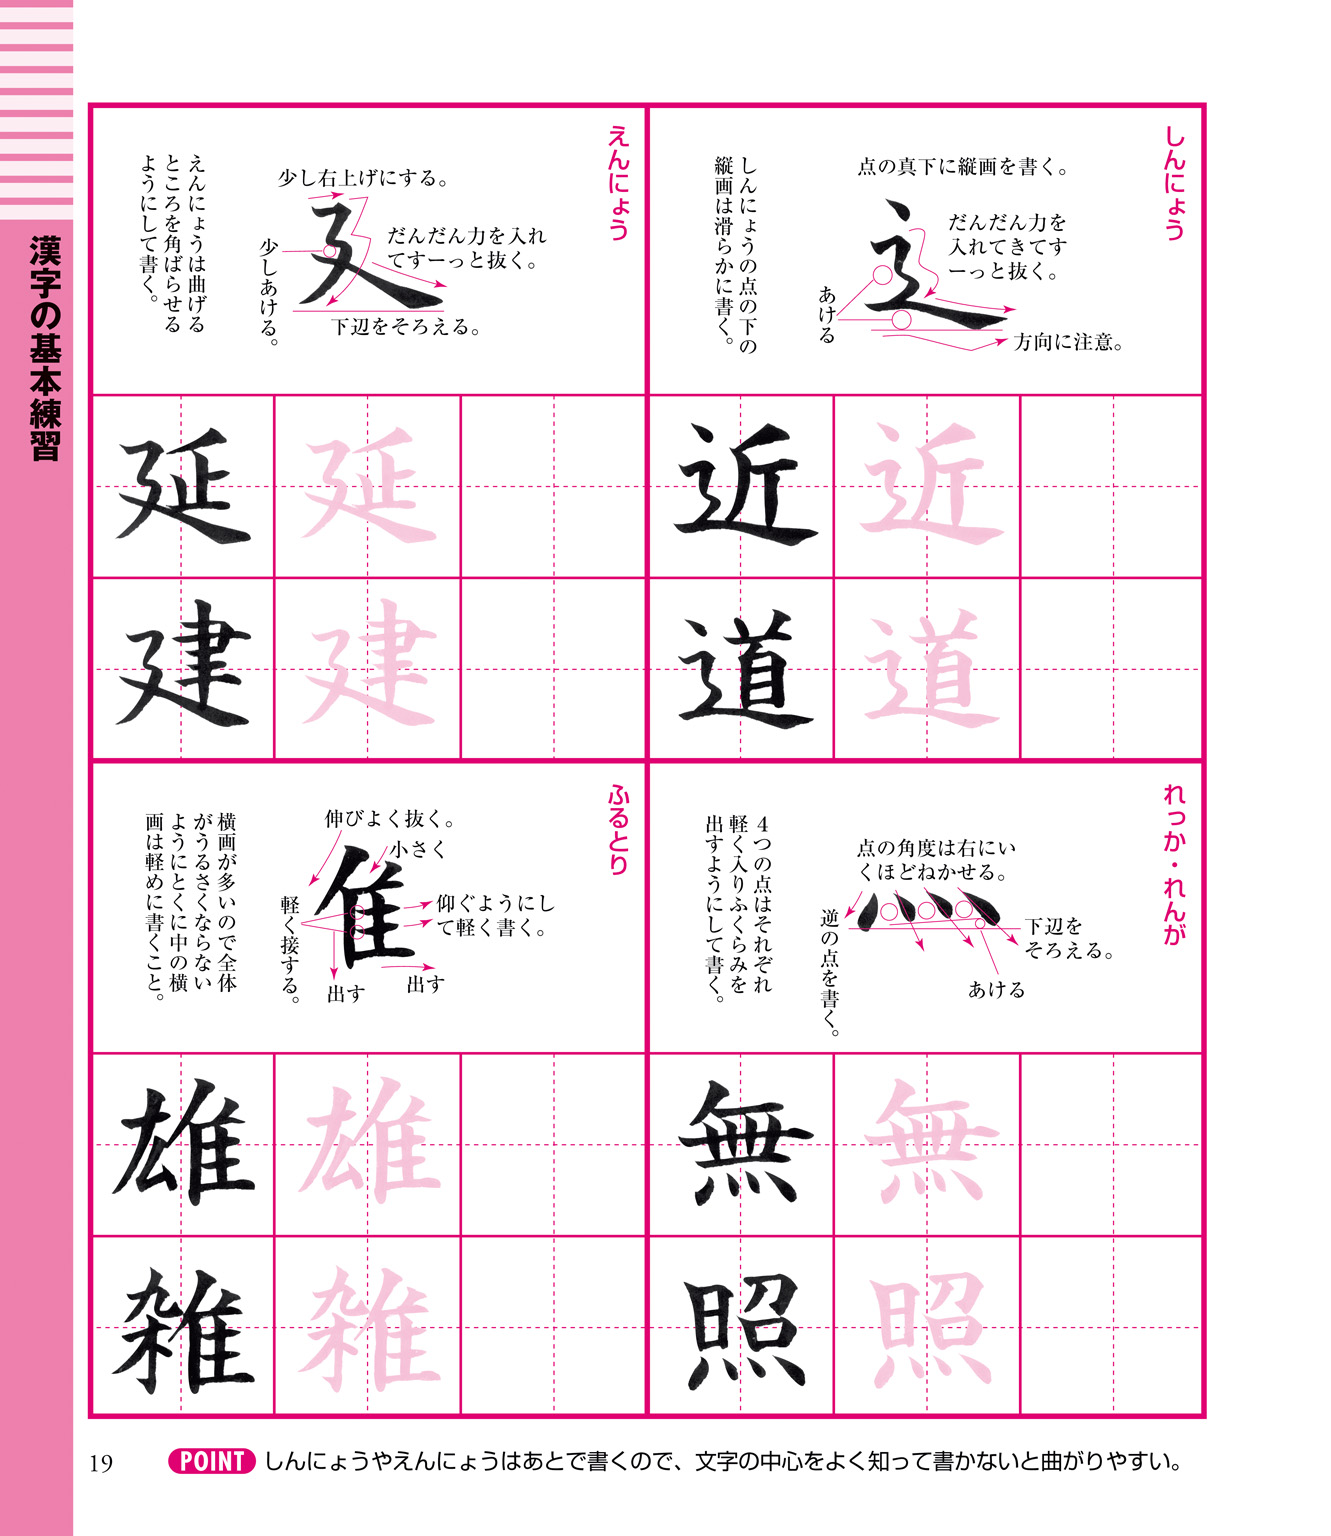 漢字の基本練習
しんにょう
点の真下に縦画を書く。
だんだん力を
入れてきてす
ーっと抜く。
あける
方向に注意。
しんにょうの点の下の
縦画は滑らかに書く。
近
近
道
道
えんにょう
少し右上げにする。
だんだん力を入れ
てすーっと抜く。
少しあける。
下辺をそろえる。
えんにょうは曲げる
ところを角ばらせる
ようにして書く。
延
延
建
建
れっか・れんが
点の角度は右にい
くほどねかせる。
下辺を
そろえる。
あける
逆の点を書く。
4つの点はそれぞれ
軽く入りふくらみを
出すようにして書く。
無
無
照
照
ふるとり
伸びよく抜く。
小さく
仰ぐようにし
て軽く書く。
軽く接する。
出す
出す
横画が多いので全体
がうるさくならない
ようにとくに中の横
画は軽めに書くこと。
雄
雄
雑
雑
19
POINT しんにょうやえんにょうはあとで書くので、文字の中心をよく知って書かないと曲がりやすい。